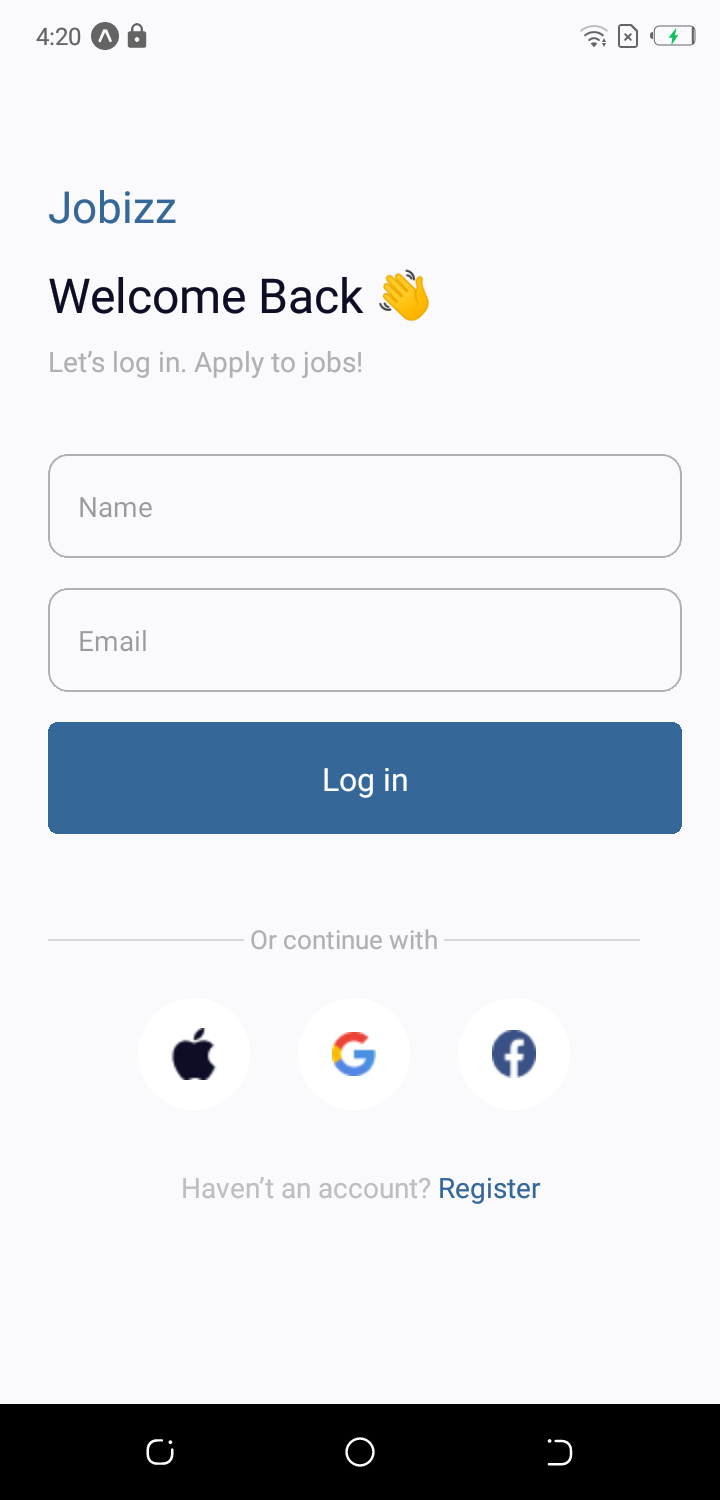 4:20
Jobizz
Welcome Back 👋
Let’s log in. Apply to jobs!
Name
Email
Log in
Or continue with
Haven’t an account? Register